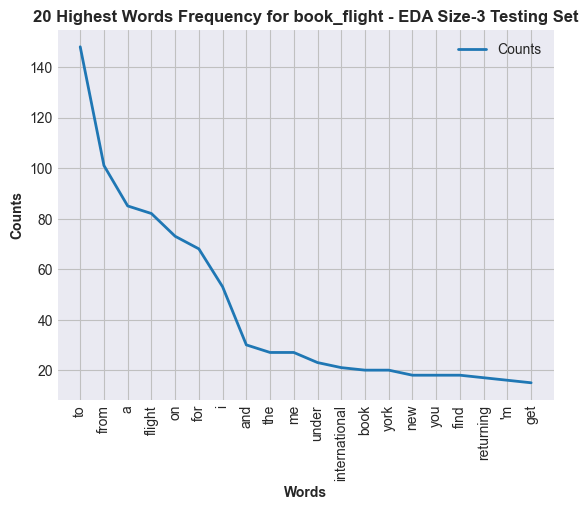 20 Highest Words Frequency for book_flight - EDA Size-3 Testing Set
Counts
140
120
100
80
60
40
20
Counts
to
from
a
flight
on
for
i
and
the
me
under
international
book
york
new
you
find
returning
'm
get
Words